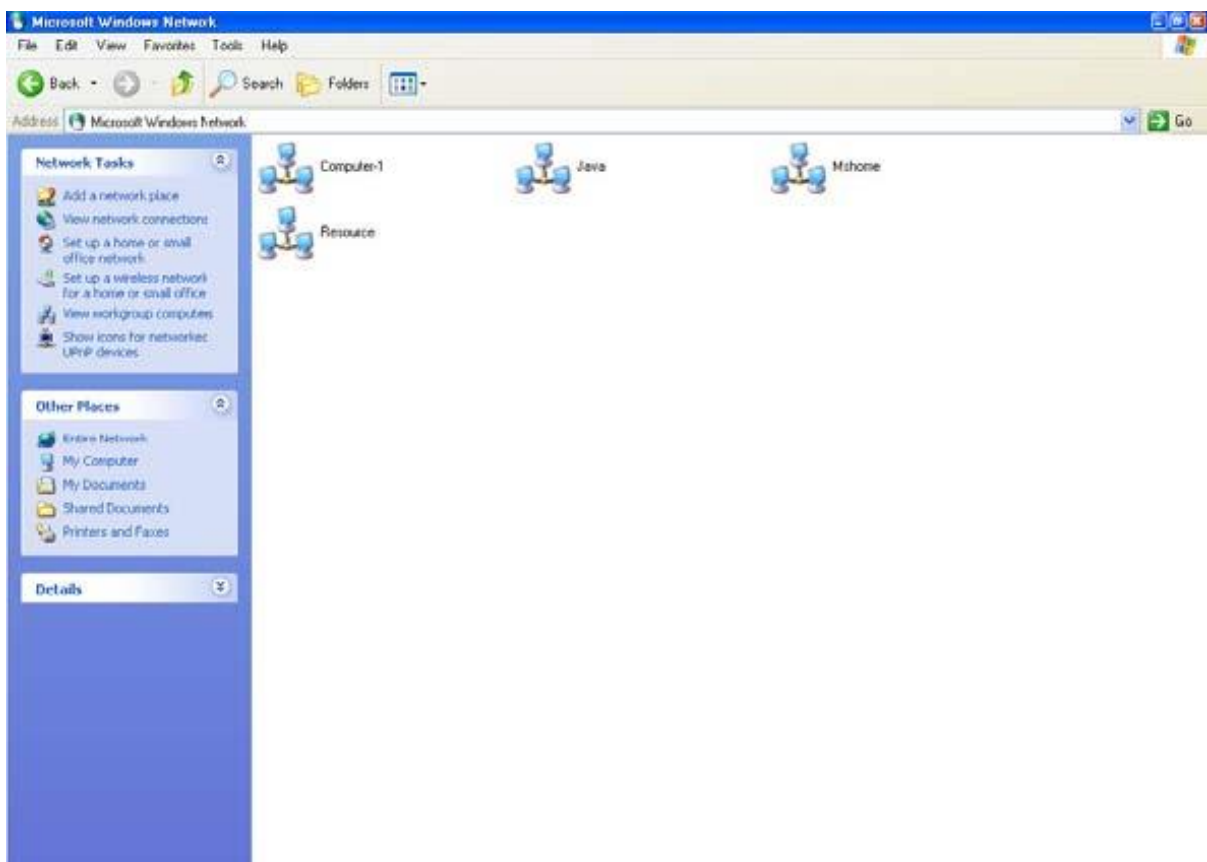 Microsoft Windows Network
File Edit View Favorites Tools Help
Back Search Folders
Address Microsoft Windows Network Go
Network Tasks
Add a network place
View network connections
Set up a home or small
office network
Set up a wireless network
for a home or small office
View workgroup computers
Show icons for networked
UPnP devices
Other Places
Entire Network
My Computer
My Documents
Shared Documents
Printers and Faxes
Details
Computer-1 Java Mshome
Resource